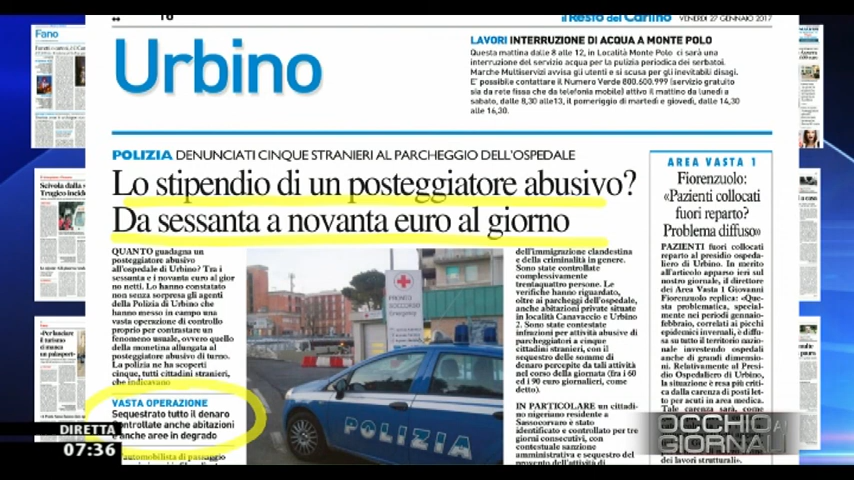 il Resto del Carlino VENERDÌ 27 GENNAIO 2017
Urbino
LAVORI INTERRUZIONE DI ACQUA A MONTE POLO
Questa mattina dalle 8 alle 12, in Località Monte Polo ci sarà una
interruzione del servizio acqua per la pulizia periodica dei serbatoi.
Marche Multiservizi avvisa gli utenti e si scusa per gli inevitabili disagi.
E' possibile contattare il Numero Verde 800.600.999 (servizio gratuito
sia da rete fissa che da telefonia mobile) attivo il mattino da lunedì a
sabato, dalle 8,30 alle13, il pomeriggio di martedì e giovedì, dalle 14,30
alle 16,30.
POLIZIA DENUNCIATI CINQUE STRANIERI AL PARCHEGGIO DELL'OSPEDALE
Lo stipendio di un posteggiatore abusivo?
Da sessanta a novanta euro al giorno
QUANTO guadagna un
posteggiatore abusivo
all'ospedale di Urbino? Tra i
sessanta e i novanta euro al gior
no netti. Lo hanno constatato
non senza sorpresa gli agenti
della Polizia di Urbino che
hanno messo in campo una
vasta operazione di controllo
proprio per contrastare un
fenomeno usuale, ovvero quello
della monetina allungata al
posteggiatore abusivo di turno.
La polizia ne ha scoperti
cinque, tutti cittadini stranieri,
che indicavano
VASTA OPERAZIONE
Sequestrato tutto il denaro
Controllate anche abitazioni
e anche aree in degrado
automobilista di passaggio
PRONTO
SOCCORSO
Emergency
POLIZIA
dell'immigrazione clandestina
e della criminalità in genere.
Sono state controllate
complessivamente
trentaquattro persone. Le
verifiche hanno riguardato,
oltre ai parcheggi dell'ospedale,
anche abitazioni private situate
in località Canavaccio e Urbino
2. Sono state contestate
infrazioni per attività abusive di
parcheggiatori a cinque
cittadini stranieri, con il
sequestro delle somme di
denaro percepite da tali attività
nel corso della giornata (fra i 60
ed i 90 euro giornalieri, come
detto).
IN PARTICOLARE un cittadi-
no nigeriano residente a
Sassocorvaro è stato
identificato e controllato per tre
giorni consecutivi, con
contestuale sanzione
amministrativa e sequestro del
provento dell'attività di
AREA VASTA 1
Fiorenzuolo:
«Pazienti collocati
fuori reparto?
Problema diffuso»
PAZIENTI fuori collocati
reparto al presidio ospeda-
liero di Urbino. In merito
all'articolo apparso ieri sul
nostro giornale, il direttore
dei Area Vasta 1 Giovanni
Fiorenzuolo replica: «Que-
sta problematica, special-
mente nei periodi gennaio-
febbraio, correlati ai picchi
epidemici invernali, è diffu-
sa su tutto il territorio nazio-
nale investendo ospedali
anche di grandi dimensio-
ni. Relativamente al Presi-
dio Ospedaliero di Urbino,
la situazione è resa più criti-
ca dalla carenza di posti let-
to per acuti in area medica.
Tale carenza sarà, come
dei lavori strutturali».
Fano
DIRETTA
07:36
OCCHIO AI
GIORNALI